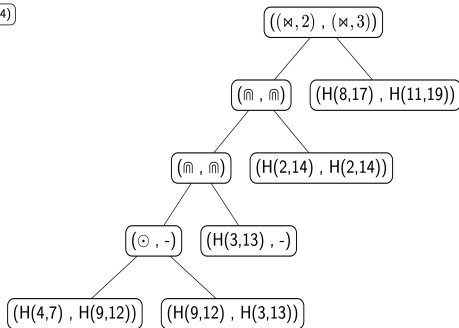 4)
((⋈, 2) , (⋈, 3))
(⋒ , ⋒) (H(8,17) , H(11,19))
(⋒ , ⋒) (H(2,14) , H(2,14))
(⊙ , -) (H(3,13) , -)
(H(4,7) , H(9,12)) (H(9,12) , H(3,13))